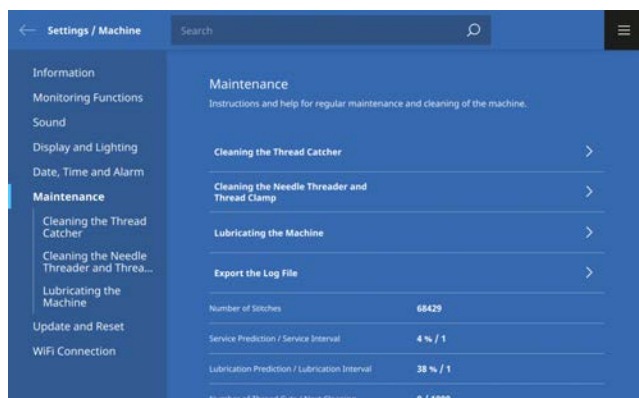 Settings / Machine
Search
Information
Monitoring Functions
Sound
Display and Lighting
Date, Time and Alarm
Maintenance
Cleaning the Thread
Catcher
Cleaning the Needle
Threader and Threa...
Lubricating the
Machine
Update and Reset
WiFi Connection
Maintenance
Instructions and help for regular maintenance and cleaning of the machine.
Cleaning the Thread Catcher
Cleaning the Needle Threader and
Thread Clamp
Lubricating the Machine
Export the Log File
Number of Stitches 68429
Service Prediction / Service Interval 4 % / 1
Lubrication Prediction / Lubrication Interval 38 % / 1